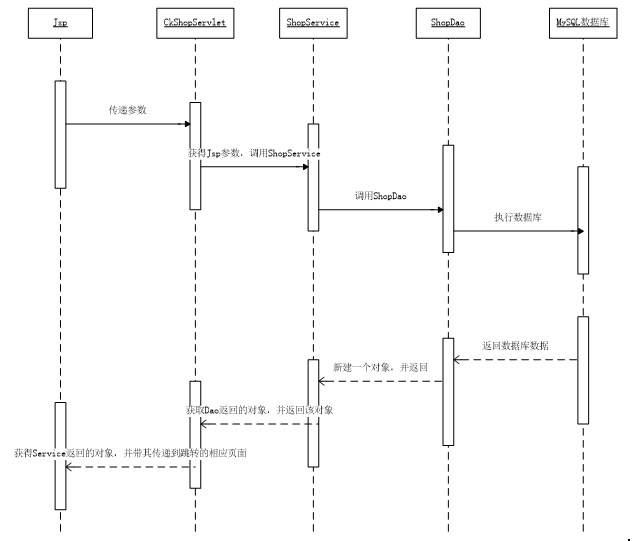 Jsp
CkShopServlet
ShopService
ShopDao
MySQL数据库
传递参数
获得Jsp参数，调用ShopService
调用ShopDao
执行数据库
返回数据库数据
新建一个对象，并返回
获取Dao返回的对象，并返回该对象
获得Service返回的对象，并带其传递到跳转的相应页面